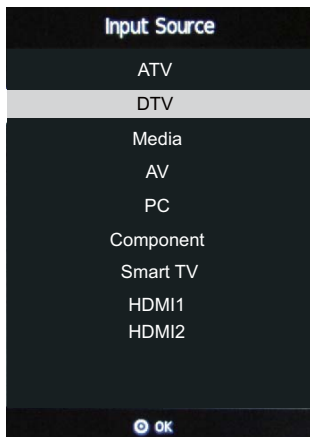 Input Source
ATV
DTV
Media
AV
PC
Component
Smart TV
HDMI1
HDMI2
OK